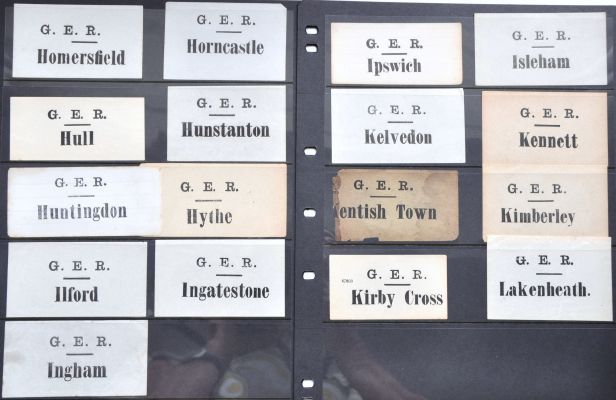 G. E. R.
Homersfield
G. E. R.
Horncastle
G. E. R.
Hull
G. E. R.
Hunstanton
G. E. R.
Huntingdon
G. E. R.
Hythe
G. E. R.
Ilford
G. E. R.
Ingatestone
G. E. R.
Ingham
G. E. R.
Ipswich
G. E. R.
Isleham
G. E. R.
Kelvedon
G. E. R.
Kennett
G. E. R.
entish Town
G. E. R.
Kimberley
G. E. R.
Kirby Cross
G. E. R.
Lakenheath.